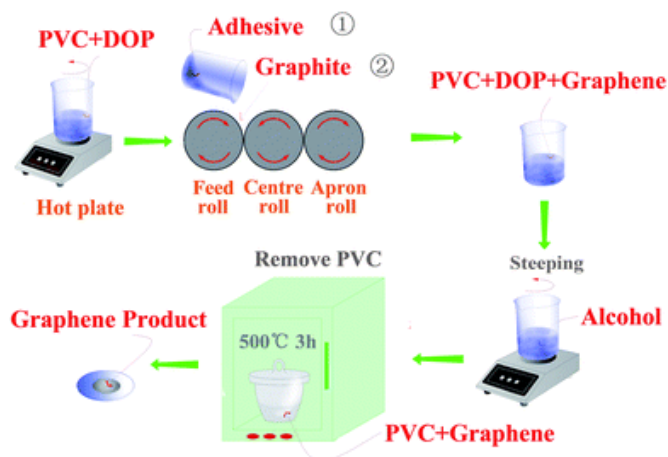 PVC+DOP
Adhesive ①
Graphite ②
PVC+DOP+Graphene
Hot plate
Feed roll
Centre roll
Apron roll
Steeping
Alcohol
Remove PVC
500℃ 3h
PVC+Graphene
Graphene Product